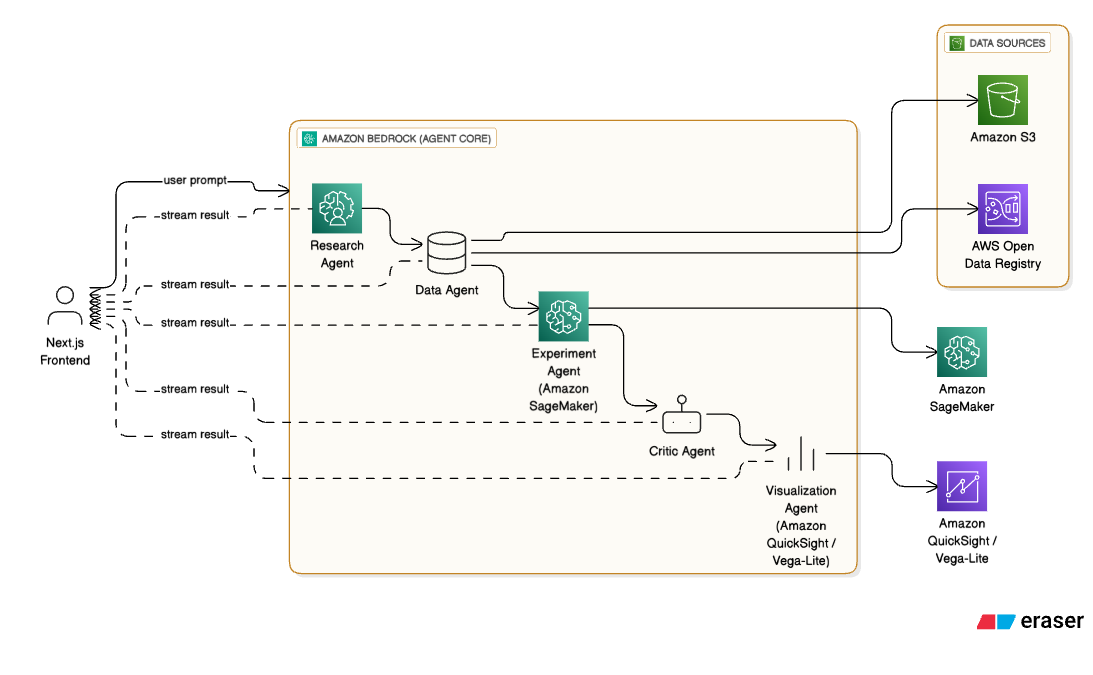 DATA SOURCES
Amazon S3
AWS Open
Data Registry
AMAZON BEDROCK (AGENT CORE)
user prompt
stream result
Research
Agent
Data Agent
stream result
stream result
Next.js
Frontend
Experiment
Agent
(Amazon
SageMaker)
Amazon
SageMaker
stream result
stream result
Critic Agent
Visualization
Agent
(Amazon
QuickSight /
Vega-Lite)
Amazon
QuickSight /
Vega-Lite
eraser